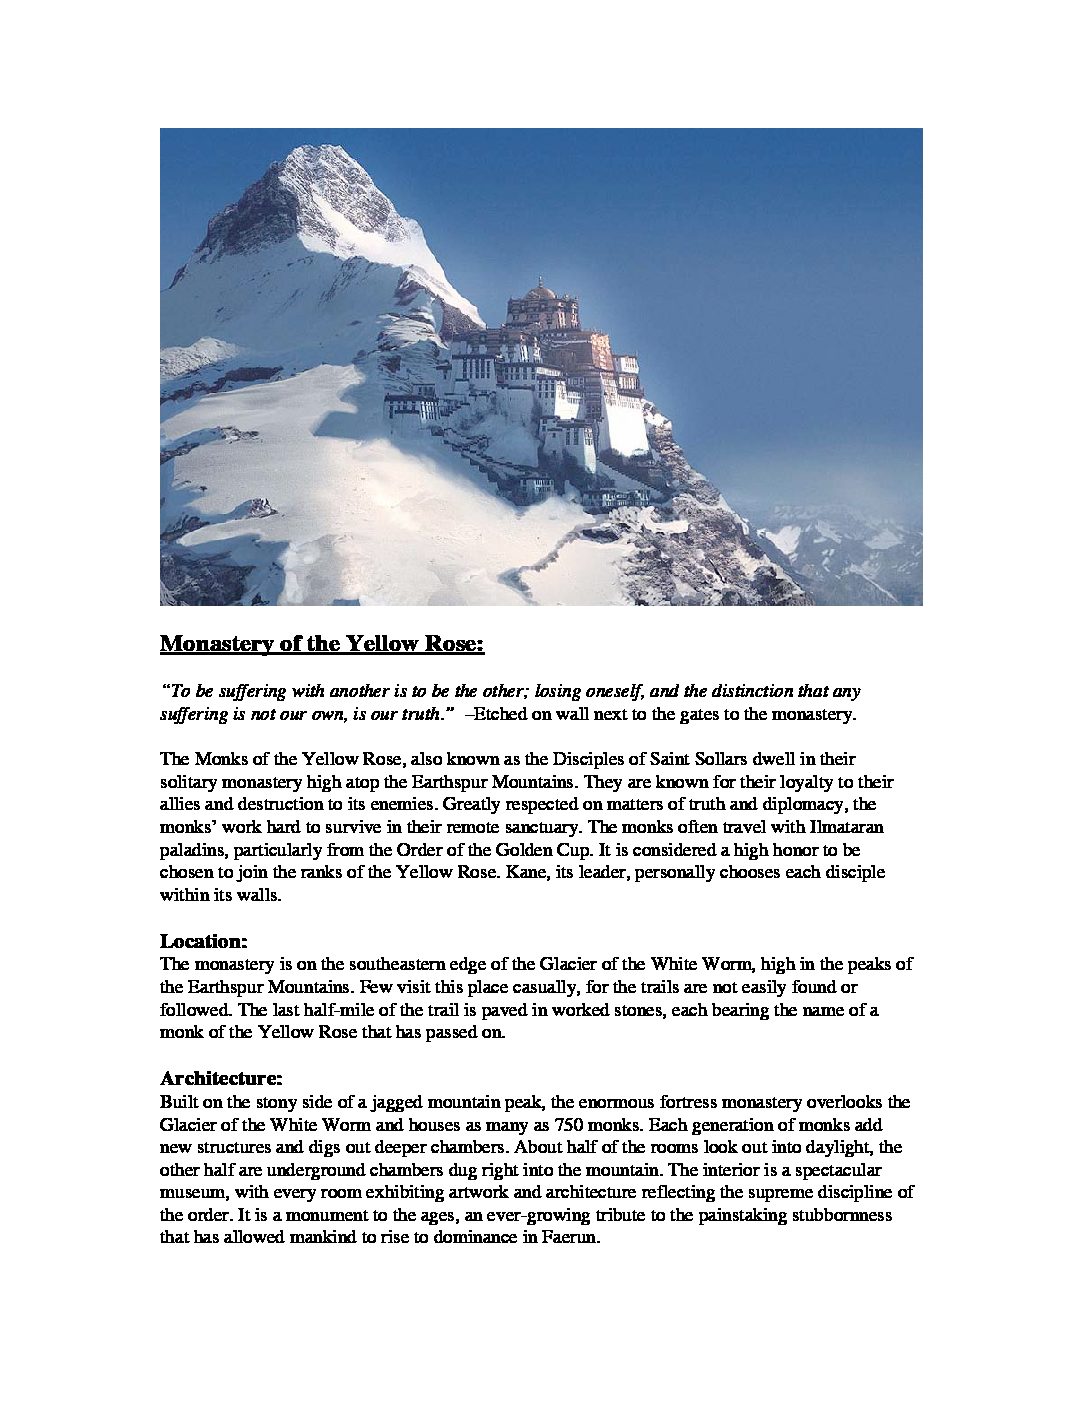 Monastery of the Yellow Rose:
“To be suffering with another is to be the other; losing oneself, and the distinction that any
suffering is not our own, is our truth.” –Etched on wall next to the gates to the monastery.
The Monks of the Yellow Rose, also known as the Disciples of Saint Sollars dwell in their
solitary monastery high atop the Earthspur Mountains. They are known for their loyalty to their
allies and destruction to its enemies. Greatly respected on matters of truth and diplomacy, the
monks’ work hard to survive in their remote sanctuary. The monks often travel with Ilmataran
paladins, particularly from the Order of the Golden Cup. It is considered a high honor to be
chosen to join the ranks of the Yellow Rose. Kane, its leader, personally chooses each disciple
within its walls.
Location:
The monastery is on the southeastern edge of the Glacier of the White Worm, high in the peaks of
the Earthspur Mountains. Few visit this place casually, for the trails are not easily found or
followed. The last half-mile of the trail is paved in worked stones, each bearing the name of a
monk of the Yellow Rose that has passed on.
Architecture:
Built on the stony side of a jagged mountain peak, the enormous fortress monastery overlooks the
Glacier of the White Worm and houses as many as 750 monks. Each generation of monks add
new structures and digs out deeper chambers. About half of the rooms look out into daylight, the
other half are underground chambers dug right into the mountain. The interior is a spectacular
museum, with every room exhibiting artwork and architecture reflecting the supreme discipline of
the order. It is a monument to the ages, an ever-growing tribute to the painstaking stubbornness
that has allowed mankind to rise to dominance in Faerun.